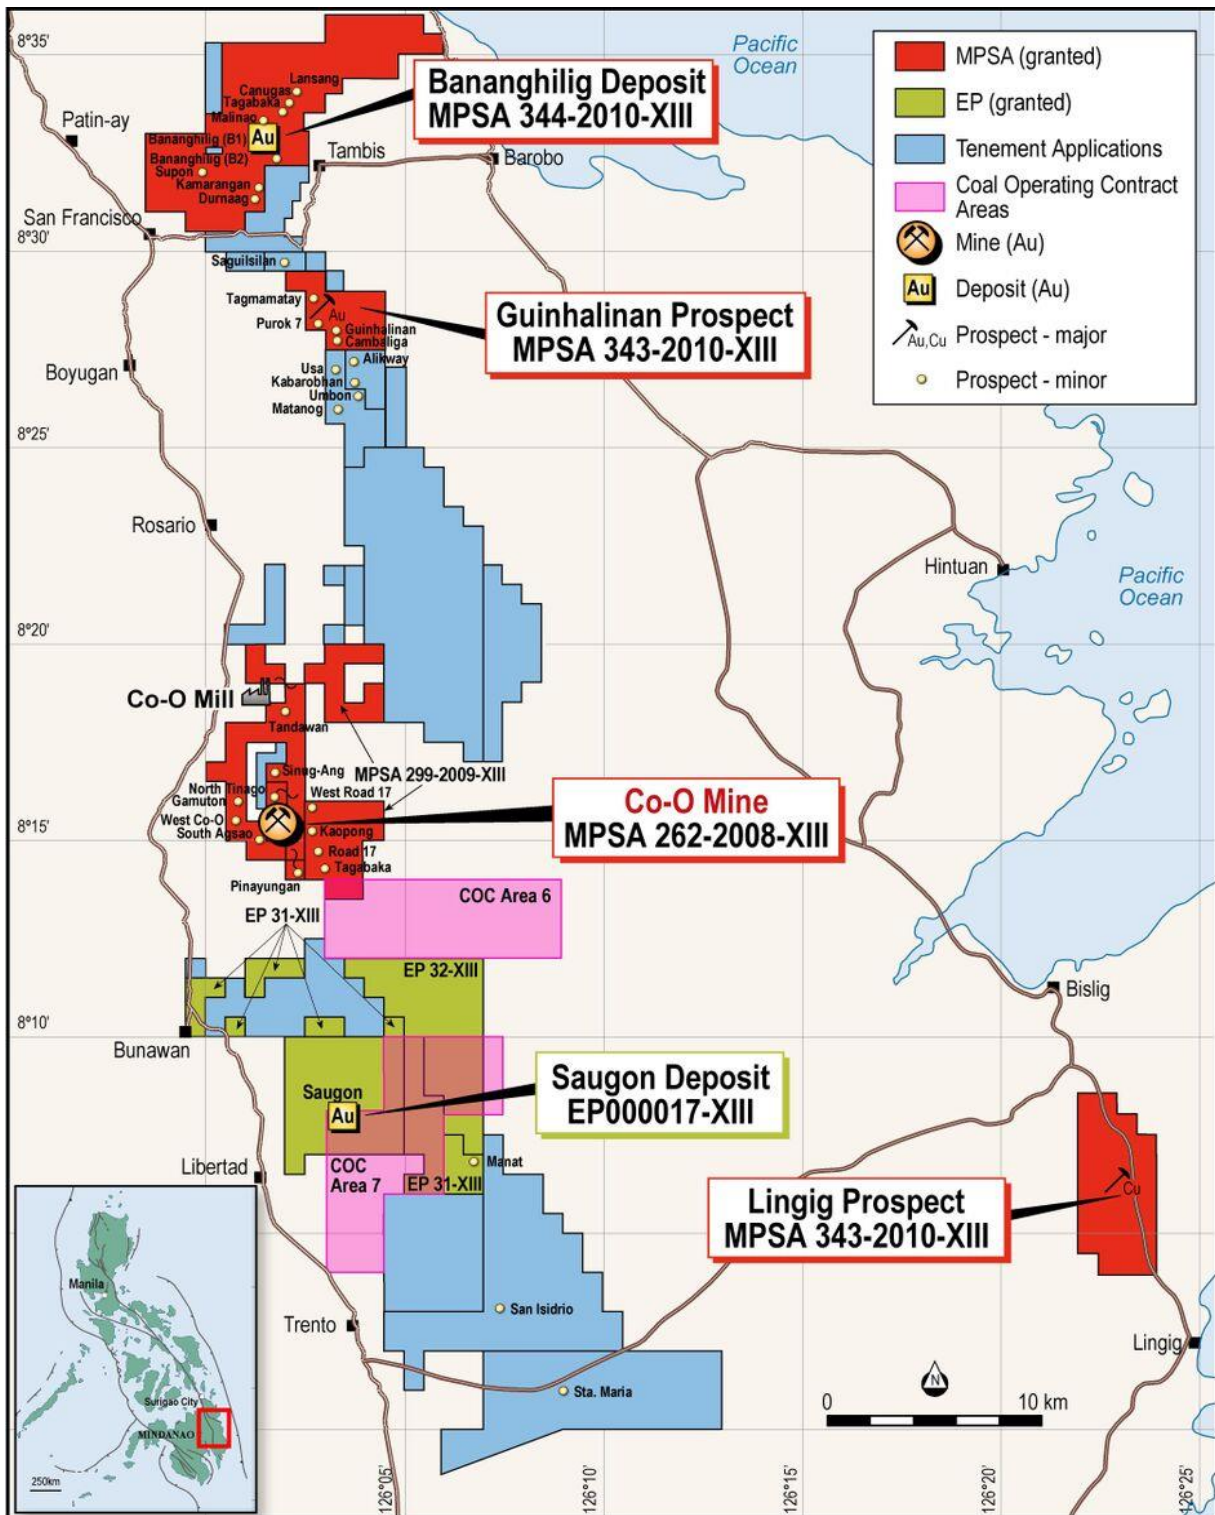 8°35'
Pacific
Ocean
MPSA (granted)
EP (granted)
Tenement Applications
Coal Operating Contract
Areas
Mine (Au)
Au
Deposit (Au)
Au,Cu
Prospect - major
Prospect - minor
Bananghilig Deposit
MPSA 344-2010-XIII
Lansang
Canugas
Tagabaka
Malinao
Patin-ay
Bananghilig (B1)
Au
Bananghilig (B2)
Supon
Kamarangan
Durnaag
Tambis
Barobo
San Francisco
8°30'
Saguilsilan
Tagmamatay
Au
Purok 7
Guinhalinan
Cambaliga
Guinhalinan Prospect
MPSA 343-2010-XIII
Alikway
Usa
Kabarobhan
Umbon
Matanog
Boyugan
8°25'
Rosario
Hintuan
Pacific
Ocean
8°20'
Co-O Mill
Tandawan
MPSA 299-2009-XIII
Sinug-Ang
North Tinago
West Road 17
Gamuton
West Co-O
South Agsao
Kaopong
Road 17
Tagabaka
Pinayungan
8°15'
Co-O Mine
MPSA 262-2008-XIII
COC Area 6
EP 31-XIII
EP 32-XIII
Bislig
8°10'
Bunawan
Saugon
Au
Saugon Deposit
EP000017-XIII
Libertad
COC
Area 7
EP 31-XIII
Manat
Cu
Lingig Prospect
MPSA 343-2010-XIII
Manila
Surigao City
MINDANAO
250km
Trento
San Isidrio
Sta. Maria
Lingig
N
0
10 km
126°05'
126°10'
126°15'
126°20'
126°25'